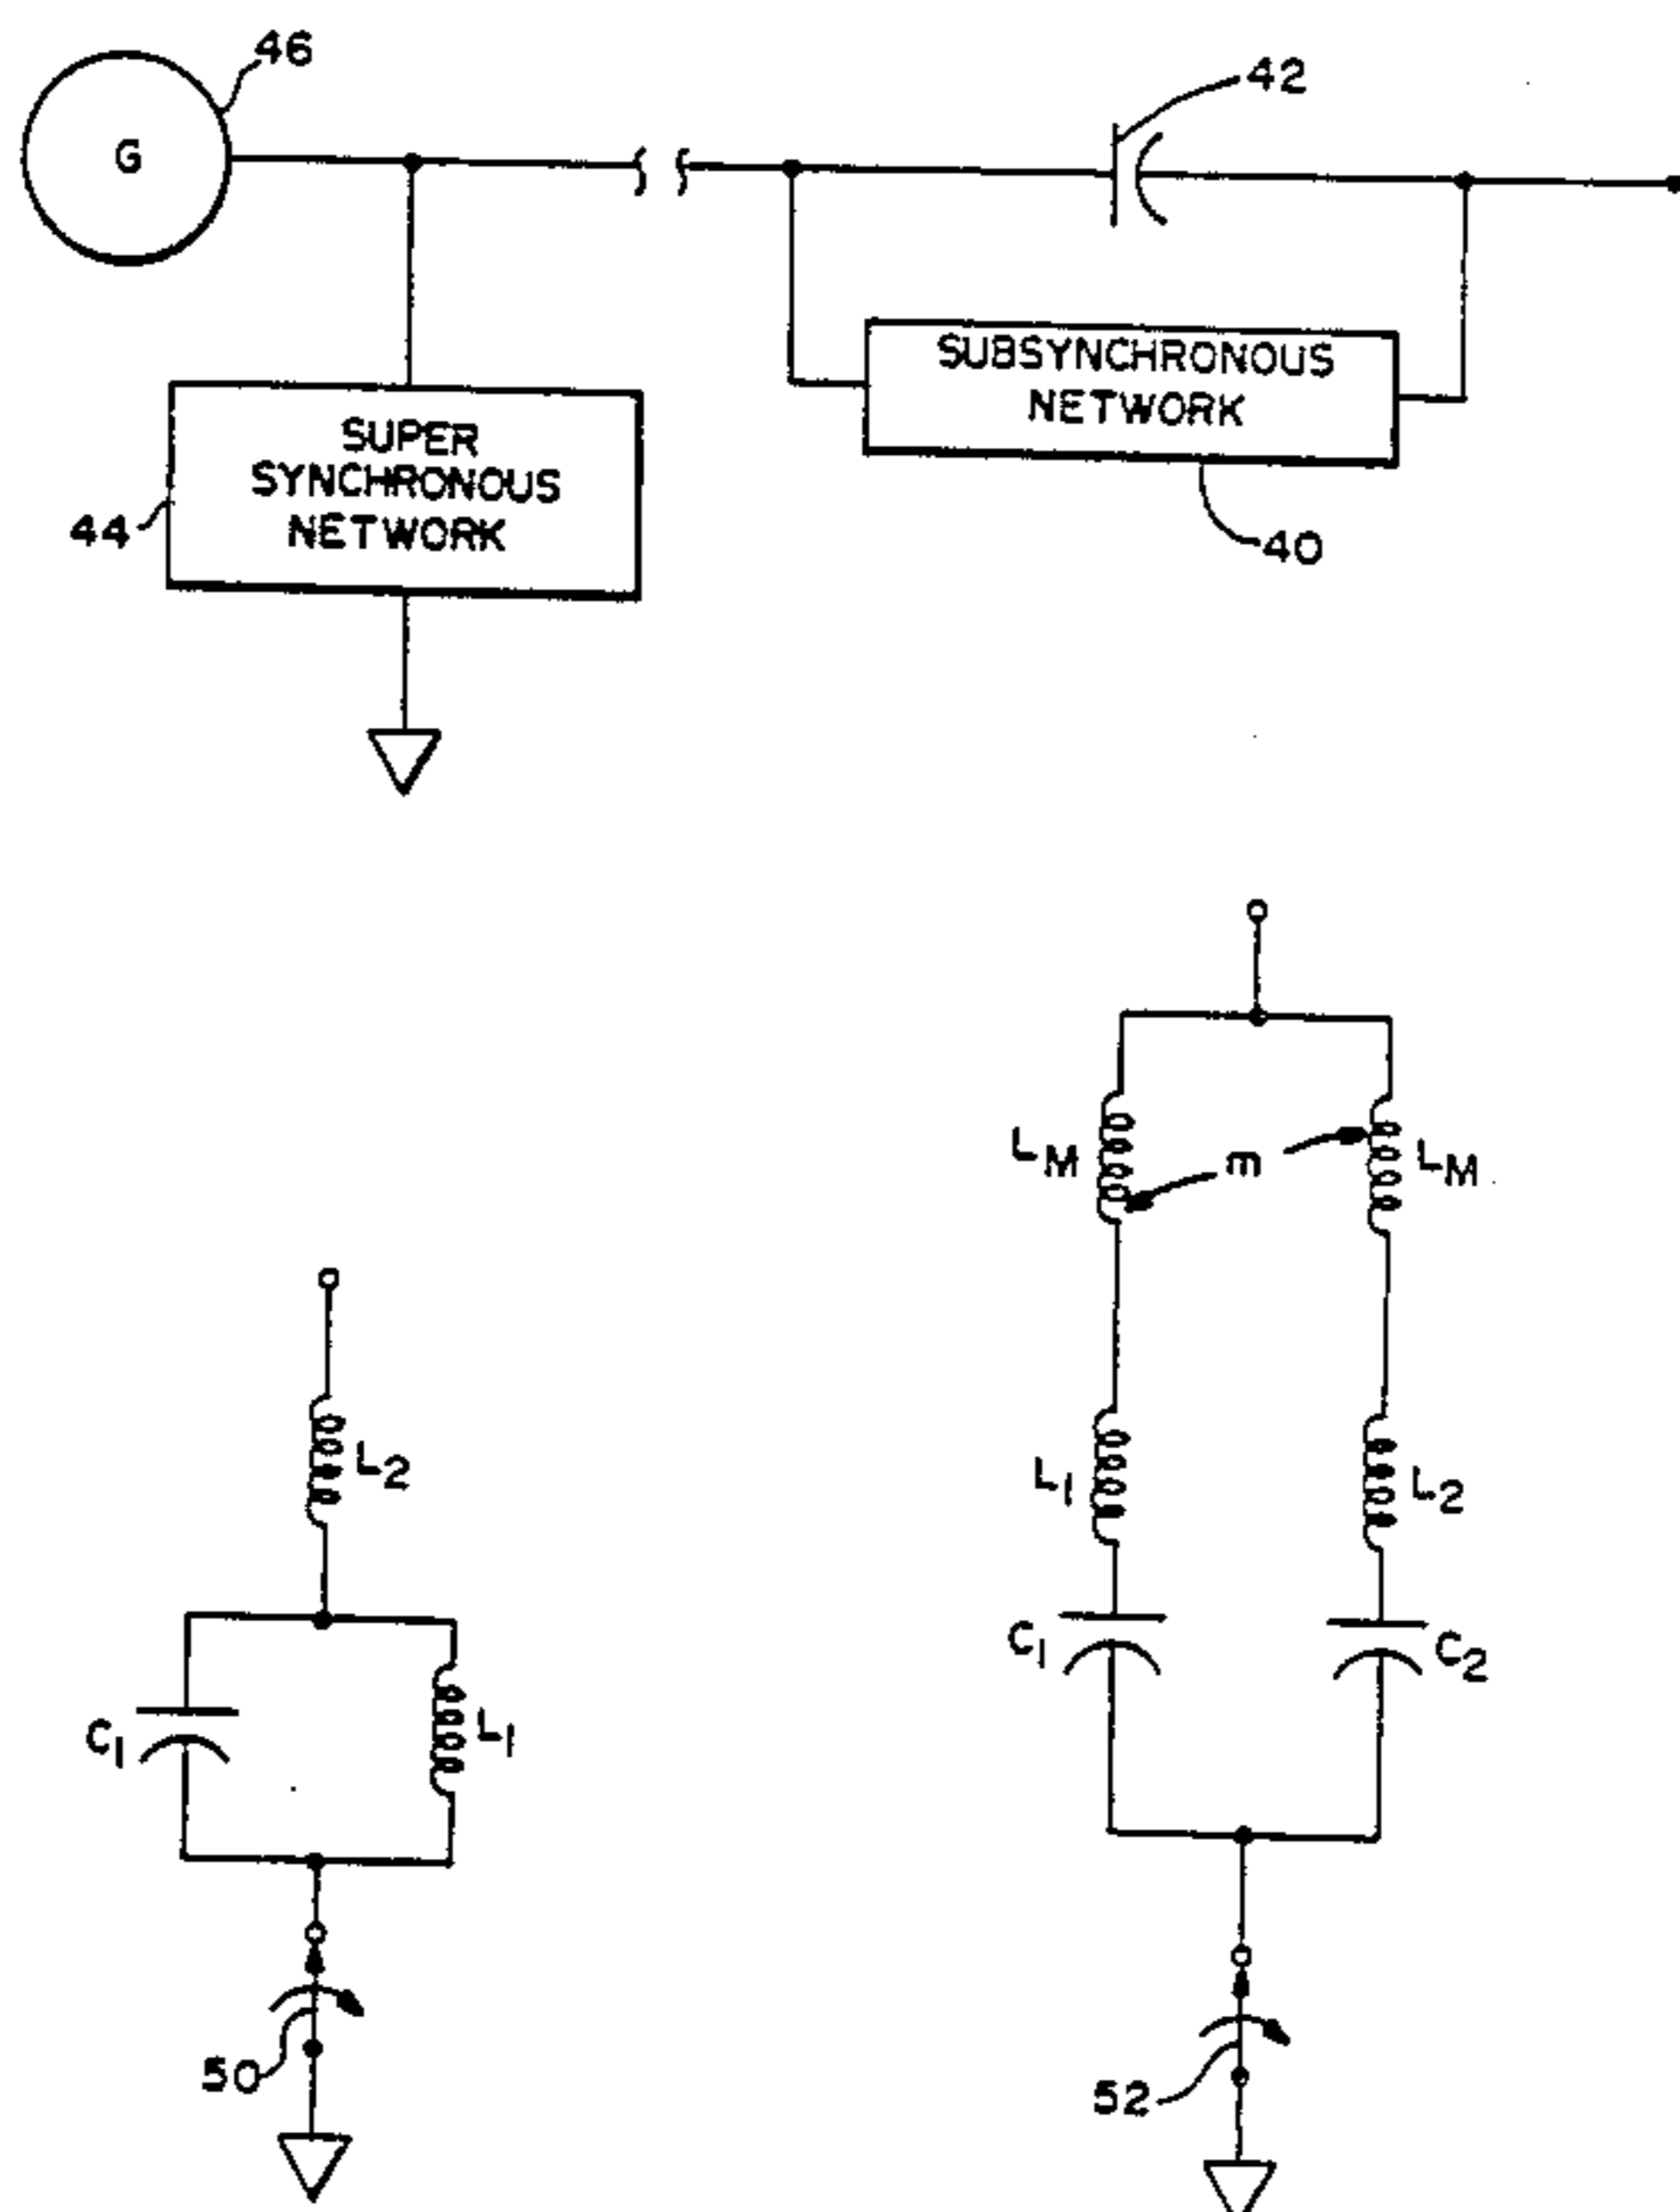 46
G
42
SUPER
SYNCHRONOUS
NETWORK
44
SUBSYNCHRONOUS
NETWORK
40
LM
m
LM
L1
L2
C1
C2
52
L2
C1
L1
50